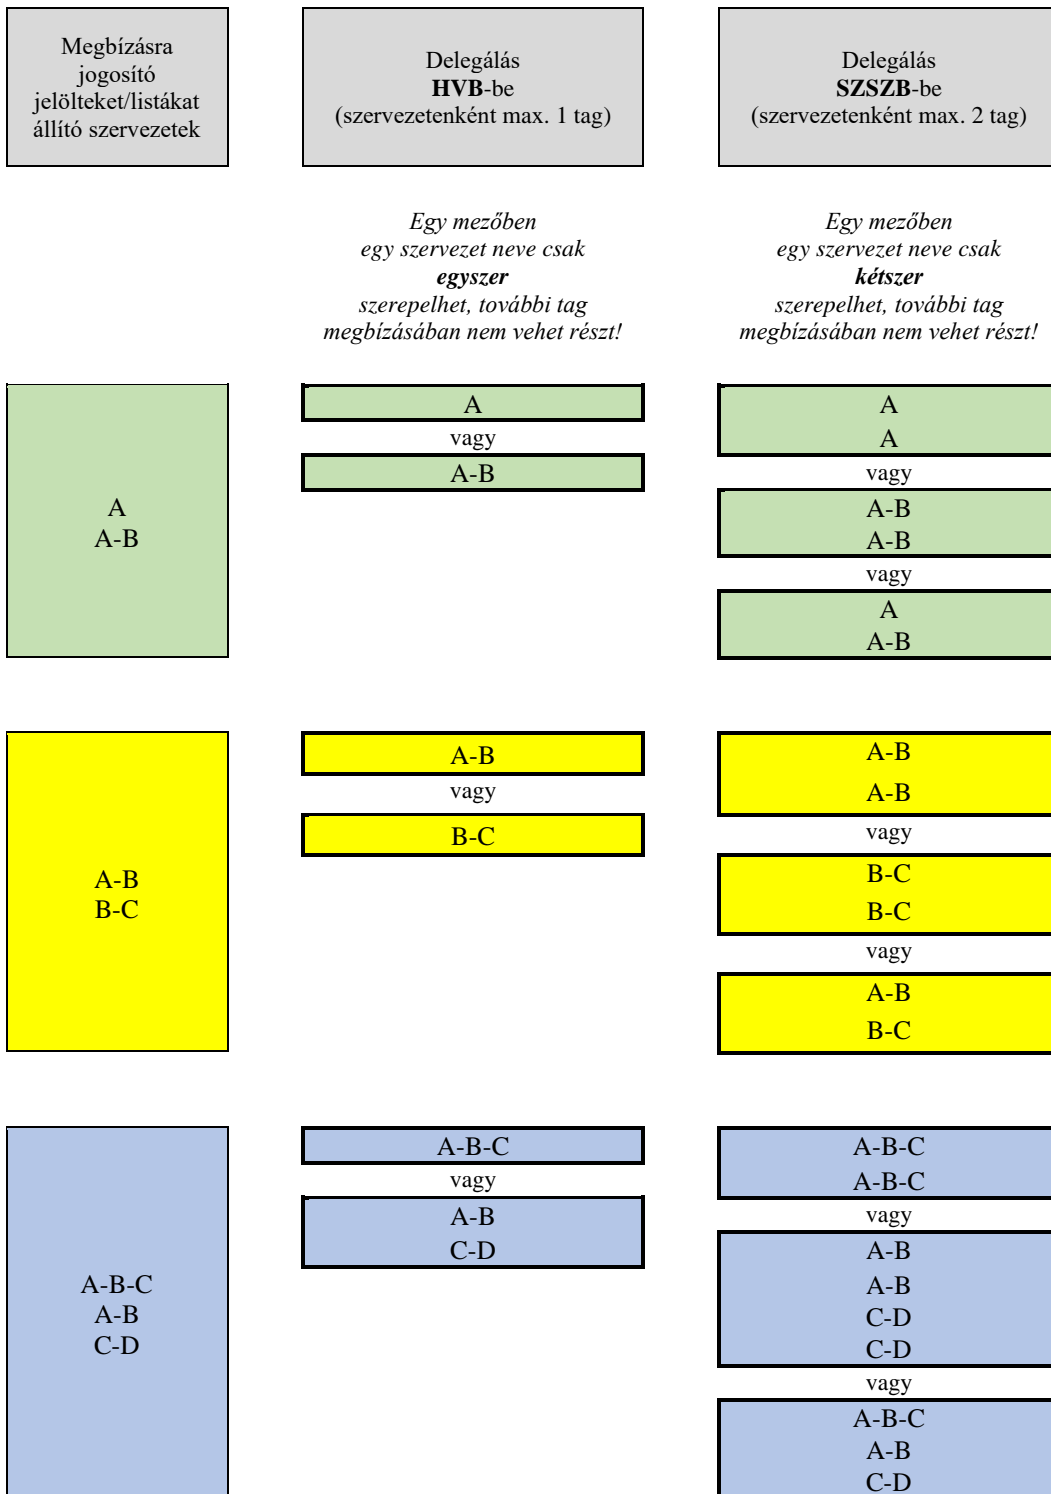 Megbízásra
jogosító
jelölteket/listákat
állító szervezetek
Delegálás
HVB-be
(szervezetenként max. 1 tag)
Delegálás
SZSZB-be
(szervezetenként max. 2 tag)
Egy mezőben
egy szervezet neve csak
egyszer
szerepelhet, további tag
megbízásában nem vehet részt!
Egy mezőben
egy szervezet neve csak
kétszer
szerepelhet, további tag
megbízásában nem vehet részt!
A
A-B
A
vagy
A-B
A
A
vagy
A-B
A-B
vagy
A
A-B
A-B
B-C
A-B
vagy
B-C
A-B
A-B
vagy
B-C
B-C
vagy
A-B
B-C
A-B-C
A-B
C-D
A-B-C
vagy
A-B
C-D
A-B-C
A-B-C
vagy
A-B
A-B
C-D
C-D
vagy
A-B-C
A-B
C-D